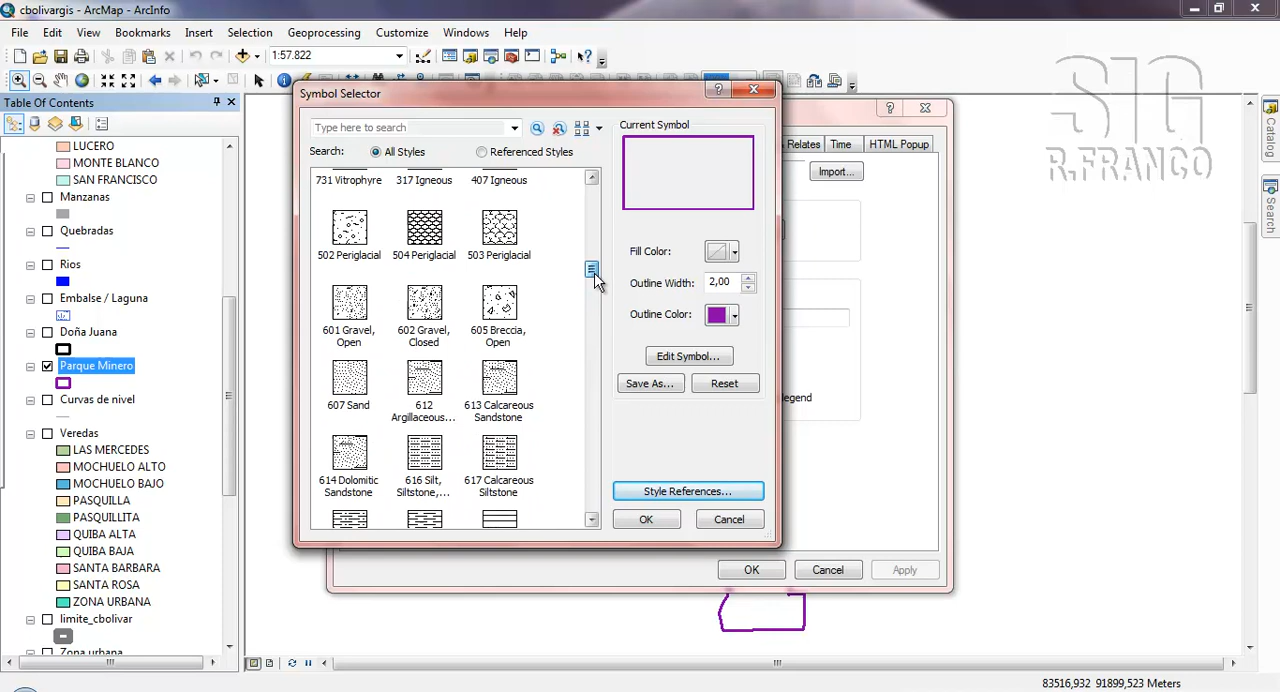 cbolivargis - ArcMap - ArcInfo
File Edit View Bookmarks Insert Selection Geoprocessing Customize Windows Help
1:57.822
Table Of Contents
LUCERO
MONTE BLANCO
SAN FRANCISCO
Manzanas
Quebradas
Rios
Embalse / Laguna
Doña Juana
Parque Minero
Curvas de nivel
Veredas
LAS MERCEDES
MOCHUELO ALTO
MOCHUELO BAJO
PASQUILLA
PASQUILLITA
QUIBA ALTA
QUIBA BAJA
SANTA BARBARA
SANTA ROSA
ZONA URBANA
limite_cbolivar
Zona urbana
Symbol Selector
Type here to search
Search: All Styles Referenced Styles
731 Vitrophyre 317 Igneous 407 Igneous
502 Periglacial 504 Periglacial 503 Periglacial
601 Gravel, Open 602 Gravel, Closed 605 Breccia, Open
607 Sand 612 Argillaceous... 613 Calcareous Sandstone
614 Dolomitic Sandstone 616 Silt, Siltstone,... 617 Calcareous Siltstone
Current Symbol
Fill Color:
Outline Width: 2,00
Outline Color:
Edit Symbol...
Save As... Reset
Style References...
OK Cancel
Relates Time HTML Popup
Import...
legend
OK Cancel Apply
SIG
R.FRANCO
Catalog
Search
83516,932 91899,523 Meters